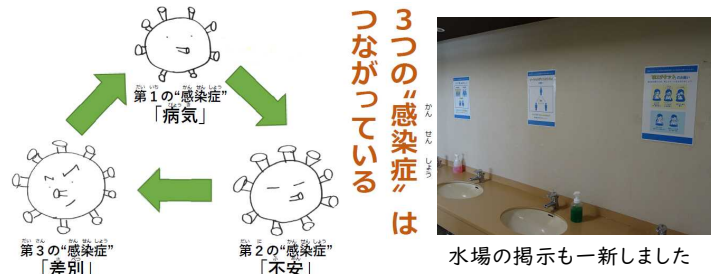 3つの“感染症”は
つながっている
第1の“感染症”
「病気」
第2の“感染症”
「不安」
第3の“感染症”
「差別」
水場の掲示も一新しました